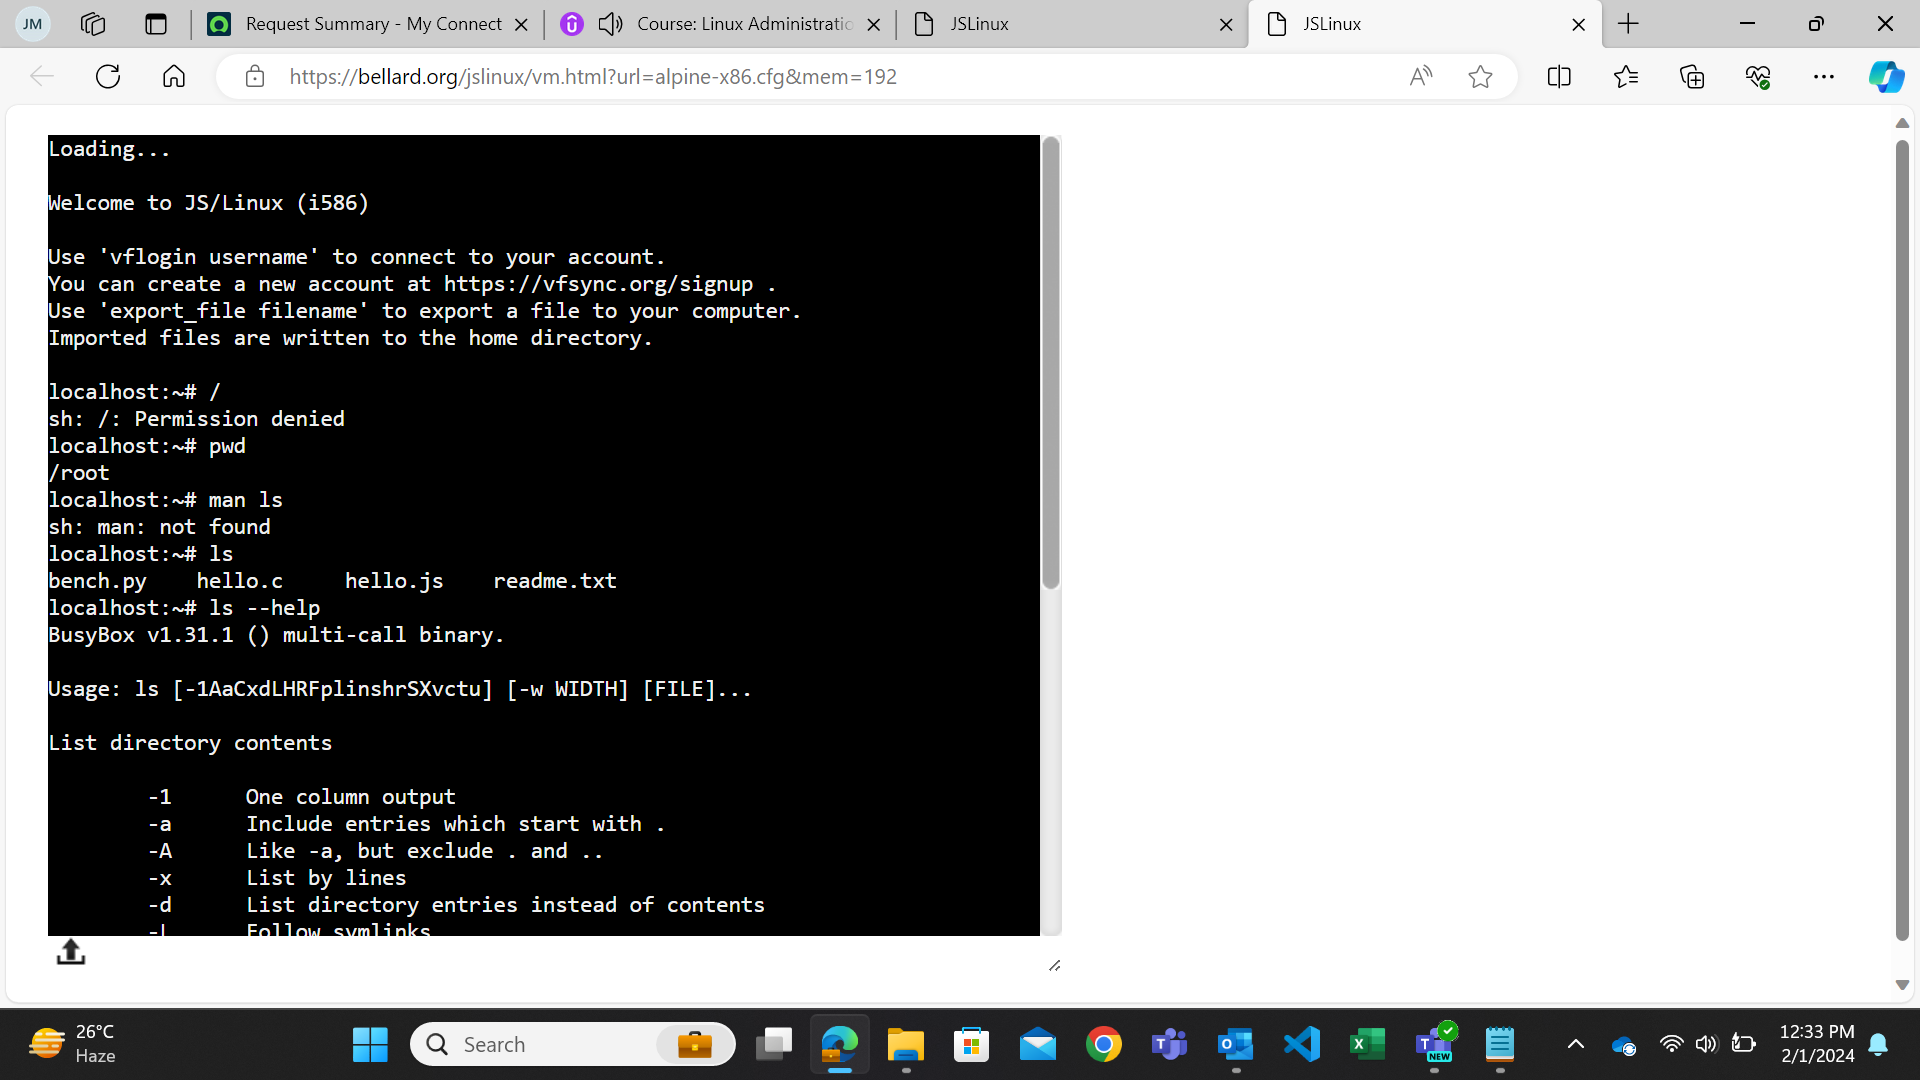 JM
Request Summary - My Connect
Course: Linux Administratio
JSLinux
JSLinux
https://bellard.org/jslinux/vm.html?url=alpine-x86.cfg&mem=192
Loading...
Welcome to JS/Linux (i586)
Use 'vflogin username' to connect to your account.
You can create a new account at https://vfsync.org/signup .
Use 'export_file filename' to export a file to your computer.
Imported files are written to the home directory.
localhost:~# /
sh: /: Permission denied
localhost:~# pwd
/root
localhost:~# man ls
sh: man: not found
localhost:~# ls
bench.py    hello.c     hello.js    readme.txt
localhost:~# ls --help
BusyBox v1.31.1 () multi-call binary.
Usage: ls [-1AaCxdLHRFplinshrSXvctu] [-w WIDTH] [FILE]...
List directory contents
-1      One column output
-a      Include entries which start with .
-A      Like -a, but exclude . and ..
-x      List by lines
-d      List directory entries instead of contents
-L      Follow symlinks
26°C
Haze
Search
NEW
12:33 PM
2/1/2024